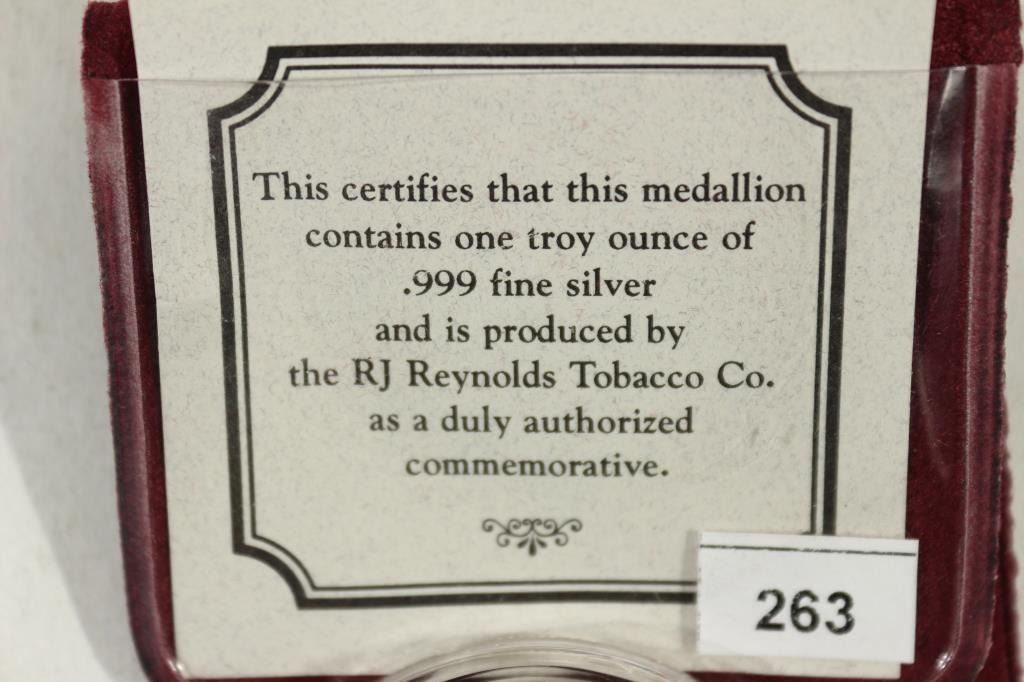 This certifies that this medallion
contains one troy ounce of
.999 fine silver
and is produced by
the RJ Reynolds Tobacco Co.
as a duly authorized
commemorative.
263